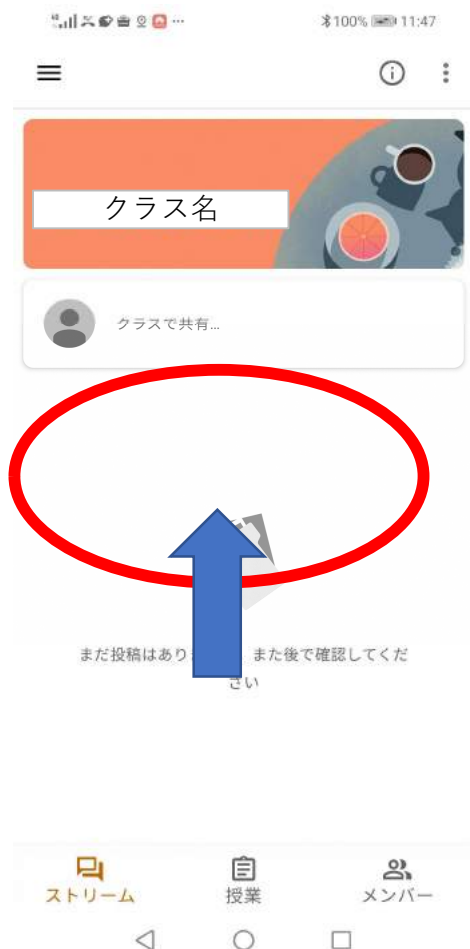 100% 11:47
クラス名
クラスで共有…
まだ投稿はありま また後で確認してくだ
さい
ストリーム 授業 メンバー